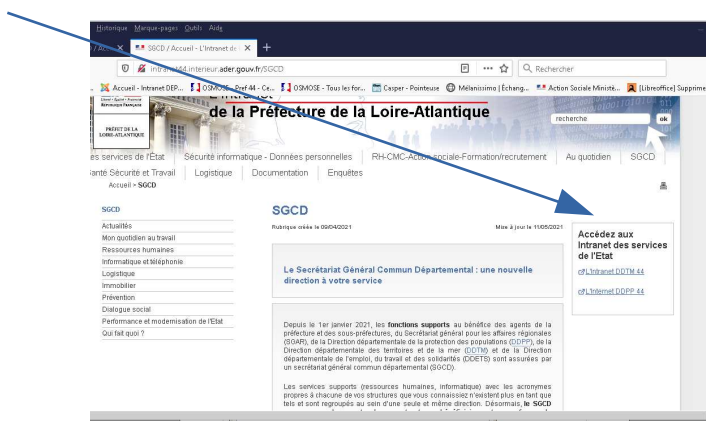 Historique Marque-pages Outils Aide
SGCD / Accueil - L'Intranet de
intranet44.interieur.ader.gouv.fr/SGCD
Rechercher
Accueil - Intranet DEP... OSMOSE - Pref 44 - Ce... OSMOSE - Tous les for... Casper - Pointeuse Mélanissimo | Échang... Action Sociale Ministè... [Libreoffice] Supprime
de la Préfecture de la Loire-Atlantique
RÉPUBLIQUE FRANÇAISE
PRÉFET DE LA
LOIRE-ATLANTIQUE
recherche ok
es services de l'État Sécurité informatique - Données personnelles RH-CMC-Action sociale-Formation/recrutement Au quotidien SGCD
anté Sécurité et Travail Logistique Documentation Enquêtes
Accueil > SGCD
SGCD
Actualités
Mon quotidien au travail
Ressources humaines
Informatique et téléphonie
Logistique
Immobilier
Prévention
Dialogue social
Performance et modernisation de l'Etat
Qui fait quoi ?
SGCD
Rubrique créée le 09/04/2021 Mise à jour le 11/05/2021
Le Secrétariat Général Commun Départemental : une nouvelle
direction à votre service
Depuis le 1er janvier 2021, les fonctions supports au bénéfice des agents de la
préfecture et des sous-préfectures, du Secrétariat général pour les affaires régionales
(SGAR), de la Direction départementale de la protection des populations (DDPP), de la
Direction départementale des territoires et de la mer (DDTM) et de la Direction
départementale de l'emploi, du travail et des solidarités (DDETS) sont assurées par
un secrétariat général commun départemental (SGCD).
Les services supports (ressources humaines, informatique) avec les acronymes
propres à chacune de vos structures que vous connaissiez n'existent plus en tant que
tels et sont regroupés au sein d'une seule et même direction. Désormais, le SGCD
Accédez aux
Intranet des services
de l'Etat
L'Intranet DDTM 44
L'Internet DDPP 44